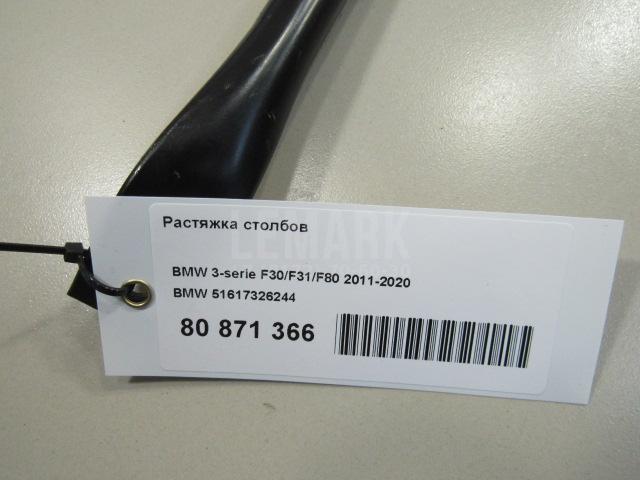 Растяжка столбов
LEMARK
BMW 3-serie F30/F31/F80 2011-2020
BMW 51617326244
80 871 366